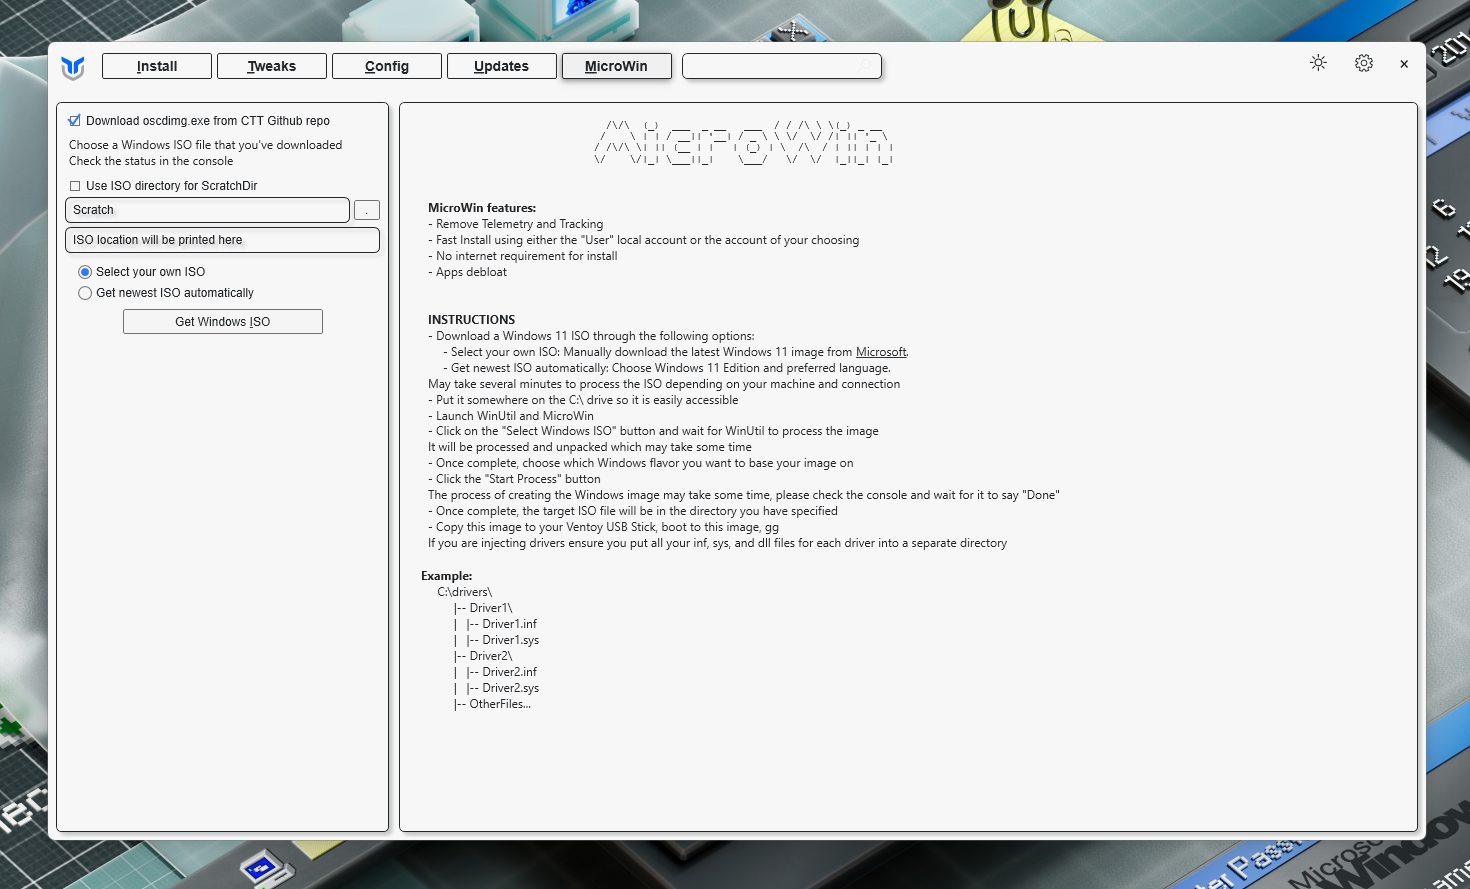 Install Tweaks Config Updates MicroWin
Download oscdimg.exe from CTT Github repo
Choose a Windows ISO file that you've downloaded
Check the status in the console
Use ISO directory for ScratchDir
Scratch .
ISO location will be printed here
Select your own ISO
Get newest ISO automatically
Get Windows ISO
MicroWin features:
- Remove Telemetry and Tracking
- Fast Install using either the "User" local account or the account of your choosing
- No internet requirement for install
- Apps debloat
INSTRUCTIONS
- Download a Windows 11 ISO through the following options:
- Select your own ISO: Manually download the latest Windows 11 image from Microsoft.
- Get newest ISO automatically: Choose Windows 11 Edition and preferred language.
May take several minutes to process the ISO depending on your machine and connection
- Put it somewhere on the C:\ drive so it is easily accessible
- Launch WinUtil and MicroWin
- Click on the "Select Windows ISO" button and wait for WinUtil to process the image
It will be processed and unpacked which may take some time
- Once complete, choose which Windows flavor you want to base your image on
- Click the "Start Process" button
The process of creating the Windows image may take some time, please check the console and wait for it to say "Done"
- Once complete, the target ISO file will be in the directory you have specified
- Copy this image to your Ventoy USB Stick, boot to this image, gg
If you are injecting drivers ensure you put all your inf, sys, and dll files for each driver into a separate directory
Example:
C:\drivers\
|-- Driver1\
| |-- Driver1.inf
| |-- Driver1.sys
|-- Driver2\
| |-- Driver2.inf
| |-- Driver2.sys
|-- OtherFiles...